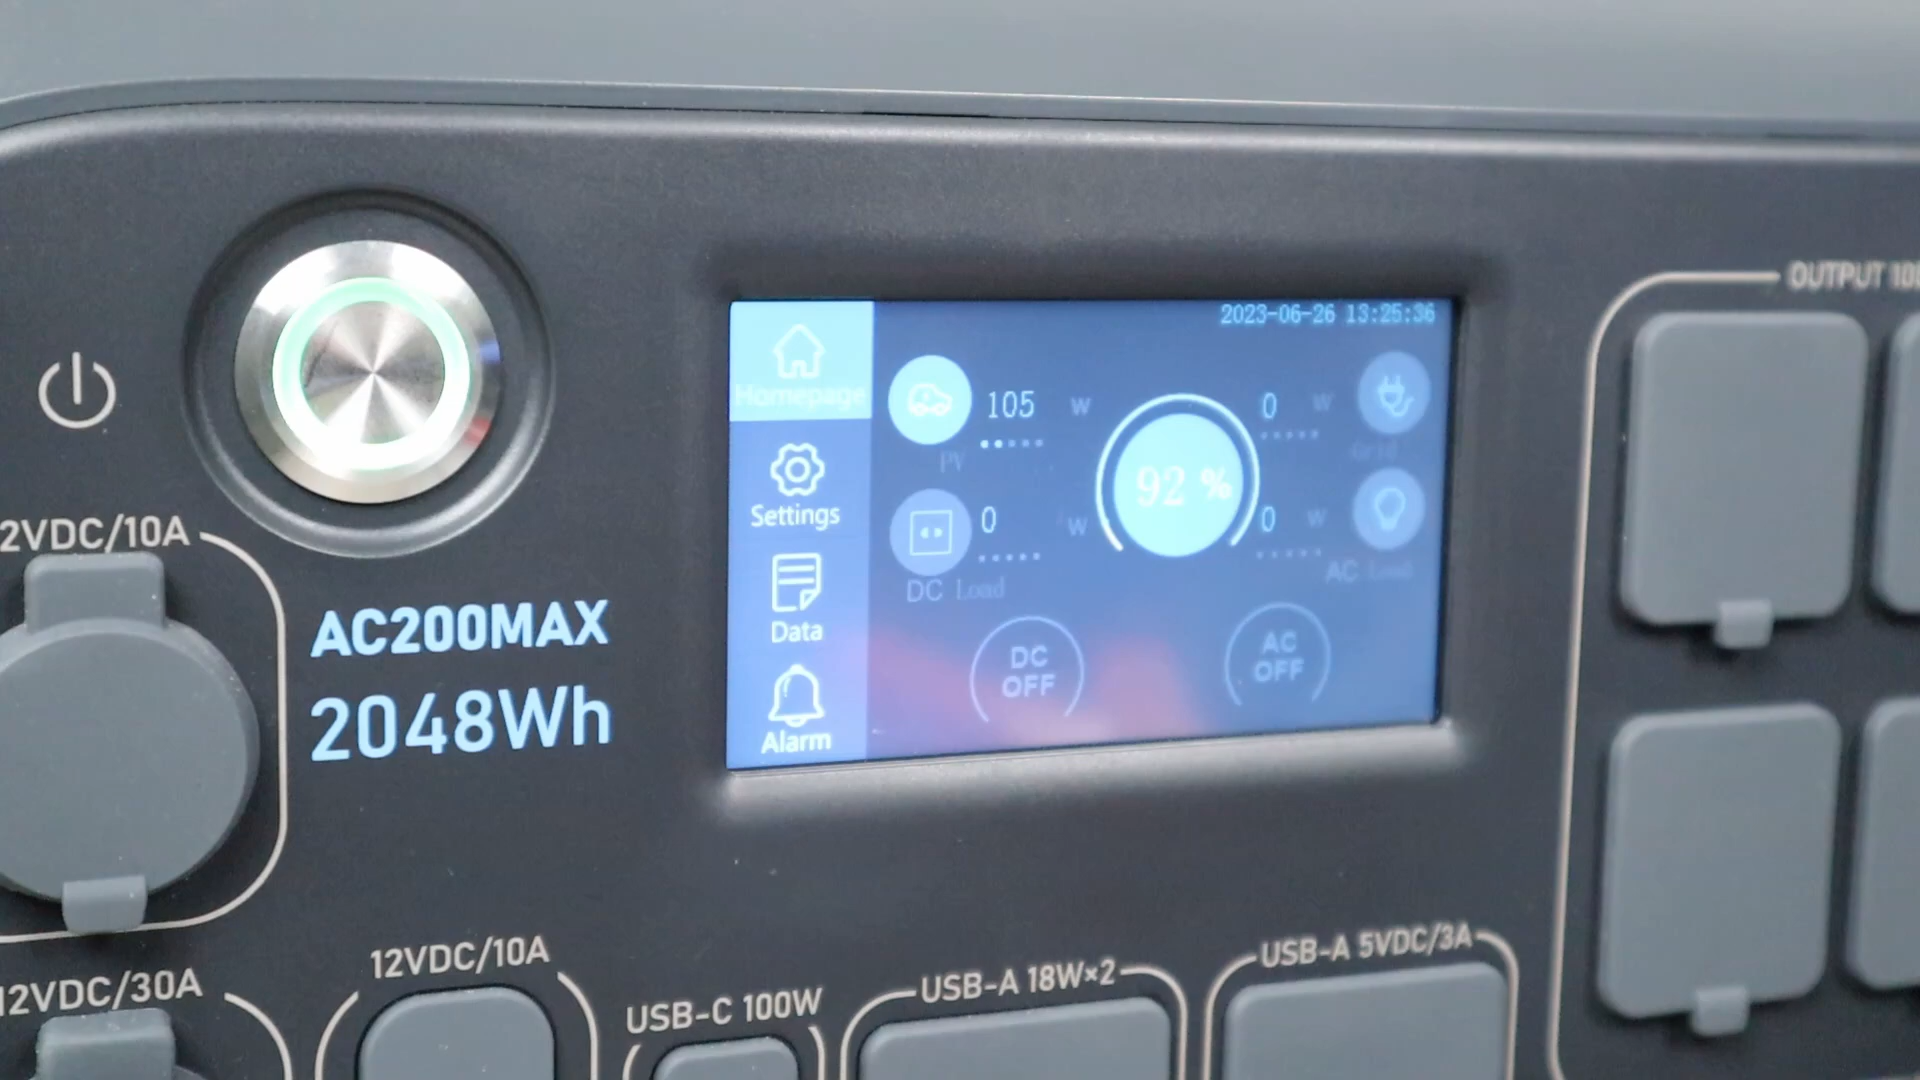 2VDC/10A
AC200MAX
2048Wh
2023-06-26 13:25:36
Homepage
Settings
Data
Alarm
105 W
PV
0 W
Grid
92 %
0 W
DC Load
0 W
AC Load
DC
OFF
AC
OFF
OUTPUT
12VDC/30A
12VDC/10A
USB-C 100W
USB-A 18W×2
USB-A 5VDC/3A